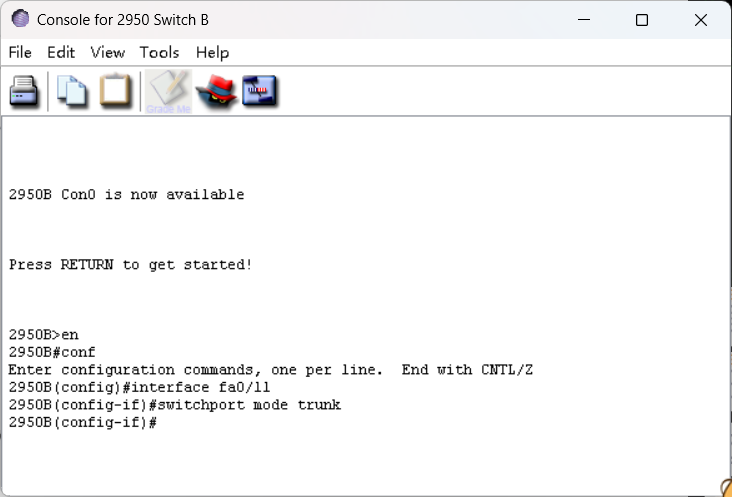 Console for 2950 Switch B
File Edit View Tools Help
Grade Me
2950B Con0 is now available
Press RETURN to get started!
2950B>en
2950B#conf
Enter configuration commands, one per line.  End with CNTL/Z
2950B(config)#interface fa0/11
2950B(config-if)#switchport mode trunk
2950B(config-if)#